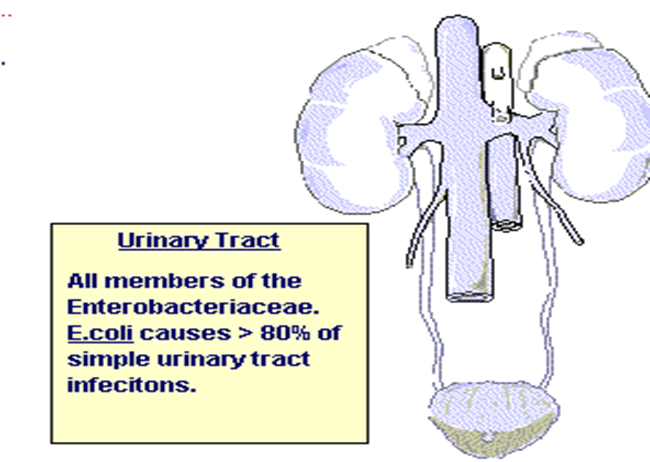 Urinary Tract
All members of the
Enterobacteriaceae.
E.coli causes > 80% of
simple urinary tract
infecitons.